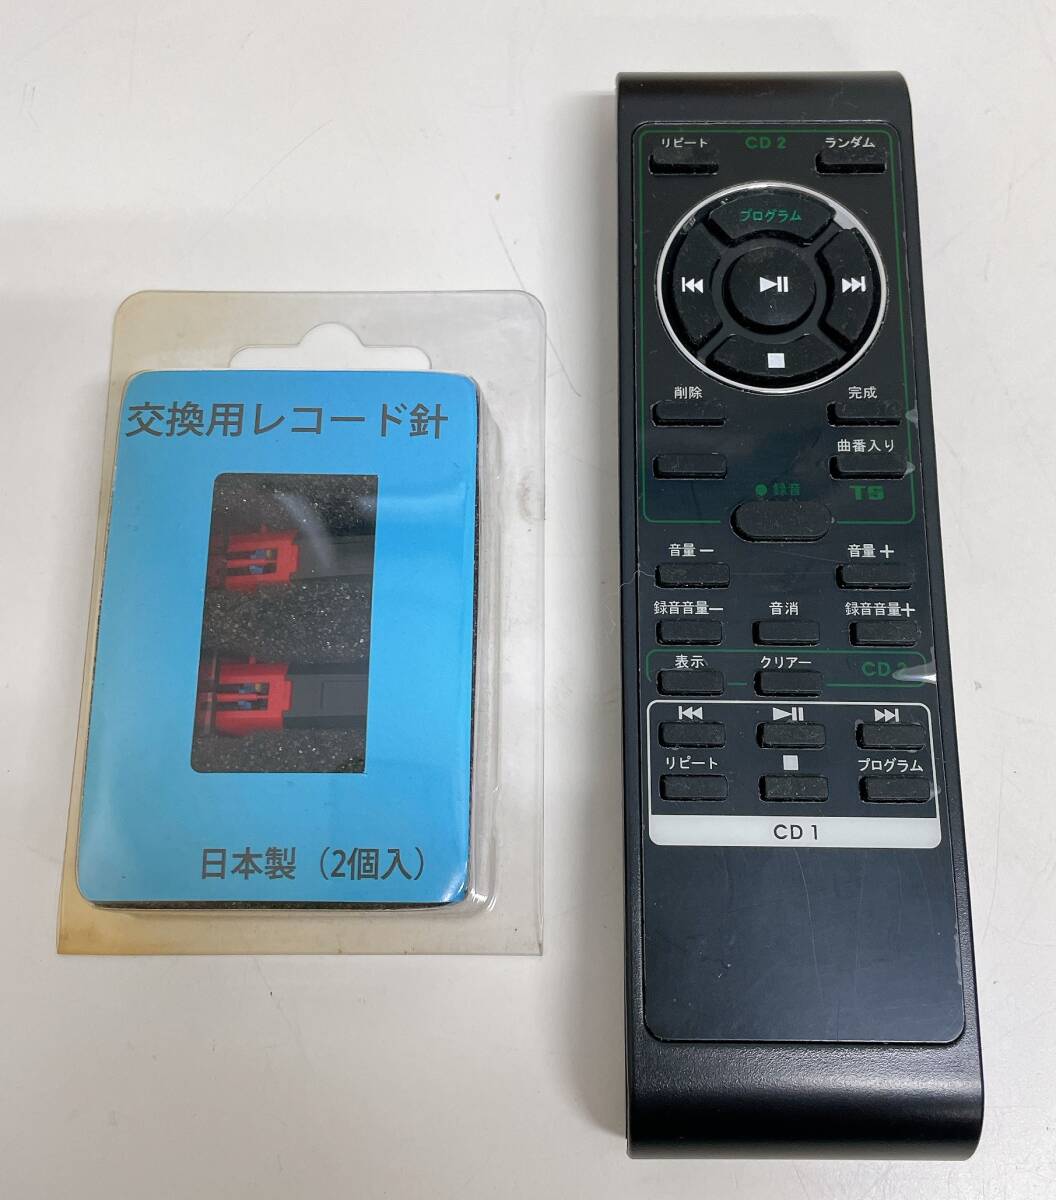 交換用レコード針
日本製（2個入）
リピート CD 2 ランダム
プログラム
削除 完成
曲番入り
録音 TS
音量ー 音量＋
録音音量ー 音消 録音音量＋
表示 クリアー CD 2
リピート プログラム
CD 1